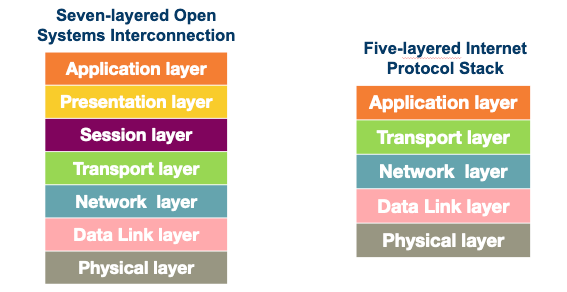 Seven-layered Open
Systems Interconnection
Application layer
Presentation layer
Session layer
Transport layer
Network  layer
Data Link layer
Physical layer
Five-layered Internet
Protocol Stack
Application layer
Transport layer
Network  layer
Data Link layer
Physical layer